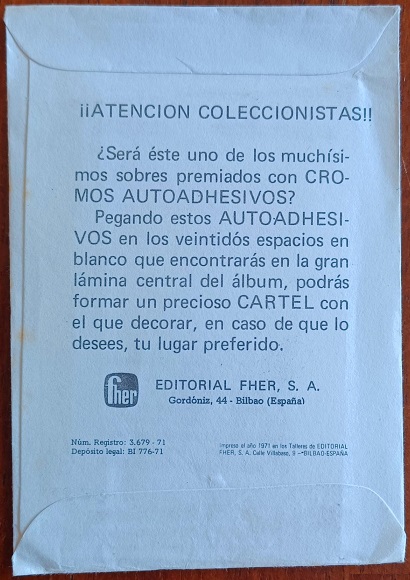 ¡¡ATENCION COLECCIONISTAS!!
¿Será éste uno de los muchísi-
mos sobres premiados con CRO-
MOS AUTOADHESIVOS?
Pegando estos AUTOADHESI-
VOS en los veintidós espacios en
blanco que encontrarás en la gran
lámina central del álbum, podrás
formar un precioso CARTEL con
el que decorar, en caso de que lo
desees, tu lugar preferido.
fher
EDITORIAL FHER, S. A.
Gordóniz, 44 - Bilbao (España)
Núm. Registro: 3.679 - 71
Depósito legal: BI 776-71
Impreso el año 1971 en los Talleres de EDITORIAL
FHER, S. A. Calle Villabaso, 9 - BILBAO-ESPAÑA